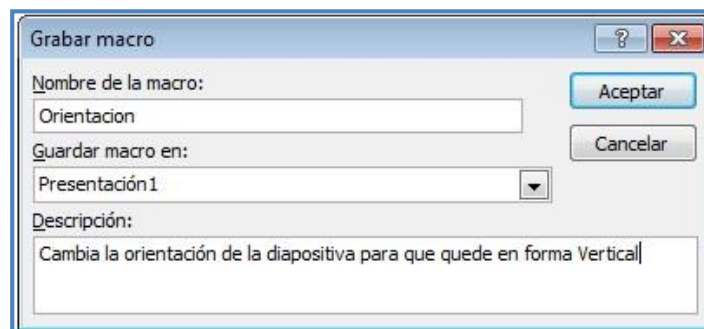 Grabar macro
Nombre de la macro:
Aceptar
Orientacion
Cancelar
Guardar macro en:
Presentación1
Descripción:
Cambia la orientación de la diapositiva para que quede en forma Vertical